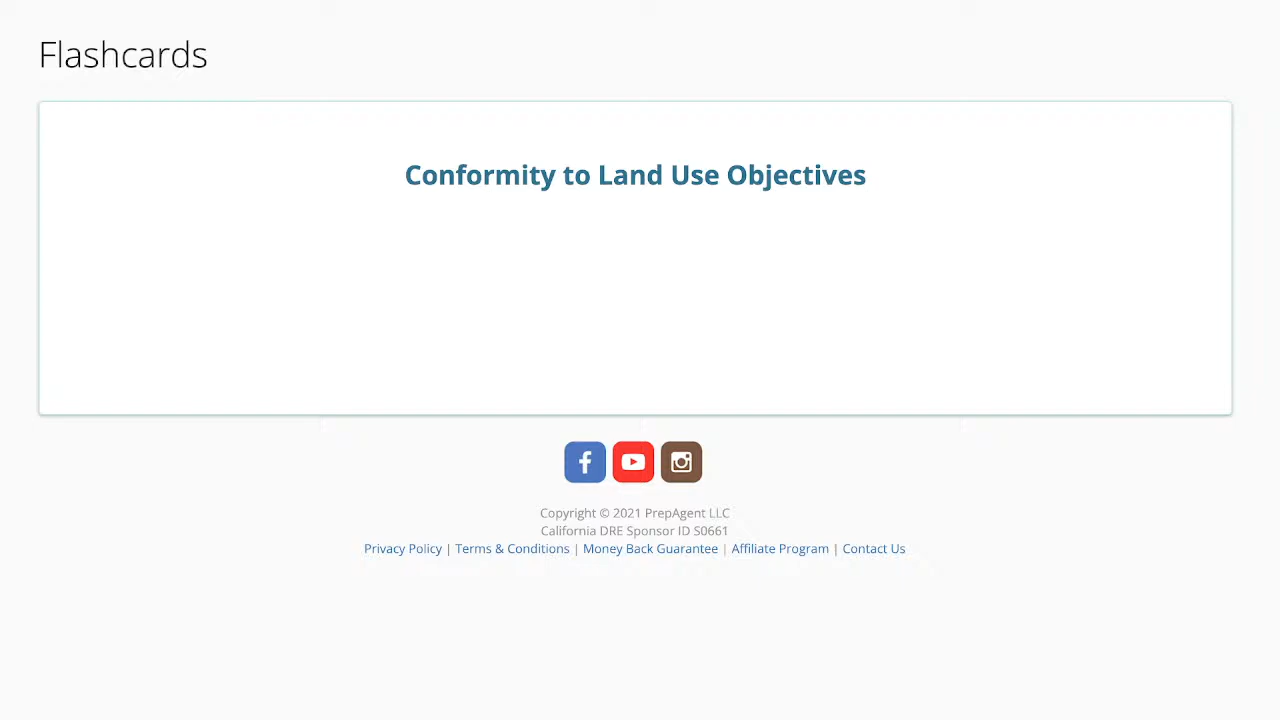 Flashcards
Conformity to Land Use Objectives
Copyright © 2021 PrepAgent LLC
California DRE Sponsor ID S0661
Privacy Policy | Terms & Conditions | Money Back Guarantee | Affiliate Program | Contact Us